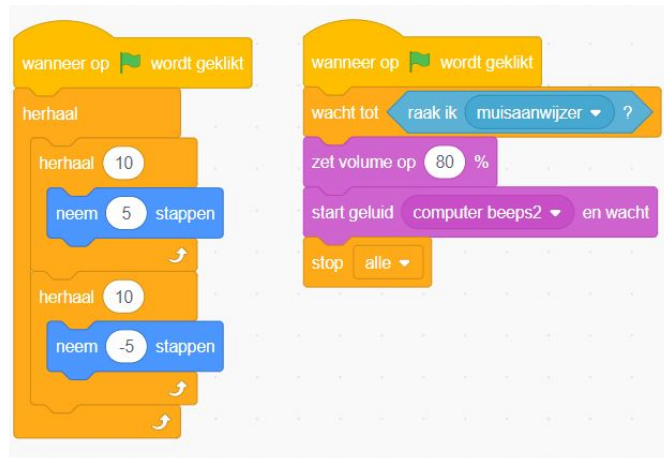 wanneer op wordt geklikt
herhaal
herhaal 10
neem 5 stappen
herhaal 10
neem -5 stappen
wanneer op wordt geklikt
wacht tot raak ik muisaanwijzer ?
zet volume op 80 %
start geluid computer beeps2 en wacht
stop alle